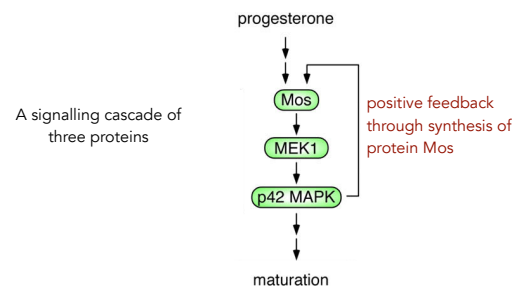 progesterone
Mos
A signalling cascade of
three proteins
positive feedback
through synthesis of
protein Mos
MEK1
p42 MAPK
maturation